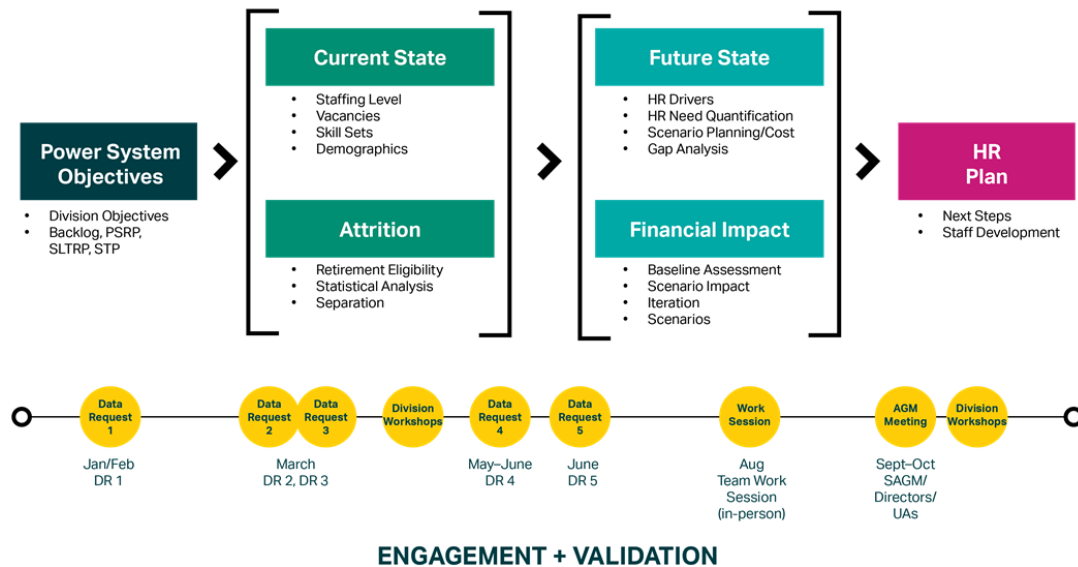 Power System
Objectives
• Division Objectives
• Backlog, PSRP,
SLTRP, STP
Current State
• Staffing Level
• Vacancies
• Skill Sets
• Demographics
Attrition
• Retirement Eligibility
• Statistical Analysis
• Separation
Future State
• HR Drivers
• HR Need Quantification
• Scenario Planning/Cost
• Gap Analysis
Financial Impact
• Baseline Assessment
• Scenario Impact
• Iteration
• Scenarios
HR
Plan
• Next Steps
• Staff Development
Data
Request
1
Jan/Feb
DR 1
Data
Request
2
Data
Request
3
March
DR 2, DR 3
Division
Workshops
Data
Request
4
May–June
DR 4
Data
Request
5
June
DR 5
Work
Session
Aug
Team Work
Session
(in-person)
AGM
Meeting
Sept–Oct
SAGM/
Directors/
UAs
Division
Workshops
ENGAGEMENT + VALIDATION